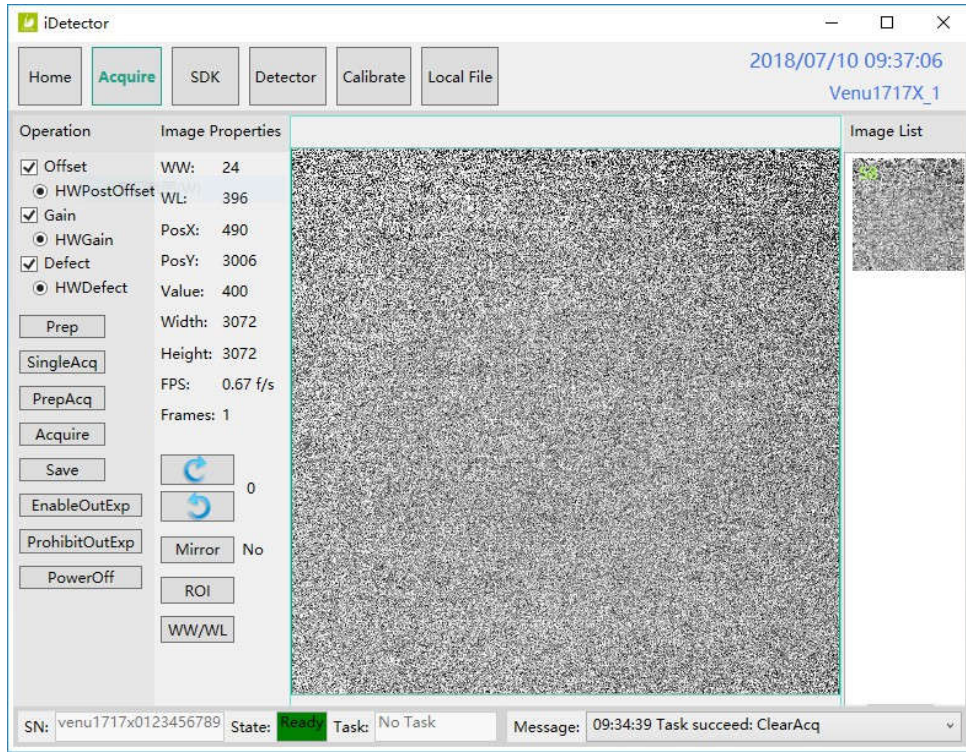 iDetector
Home Acquire SDK Detector Calibrate Local File
2018/07/10 09:37:06
Venu1717X_1
Operation
Offset
HWPostOffset
Gain
HWGain
Defect
HWDefect
Prep
SingleAcq
PrepAcq
Acquire
Save
EnableOutExp
ProhibitOutExp
PowerOff
Image Properties
WW: 24
WL: 396
PosX: 490
PosY: 3006
Value: 400
Width: 3072
Height: 3072
FPS: 0.67 f/s
Frames: 1
0
Mirror No
ROI
WW/WL
Image List
SN: venu1717x0123456789 State: Ready Task: No Task Message: 09:34:39 Task succeed: ClearAcq